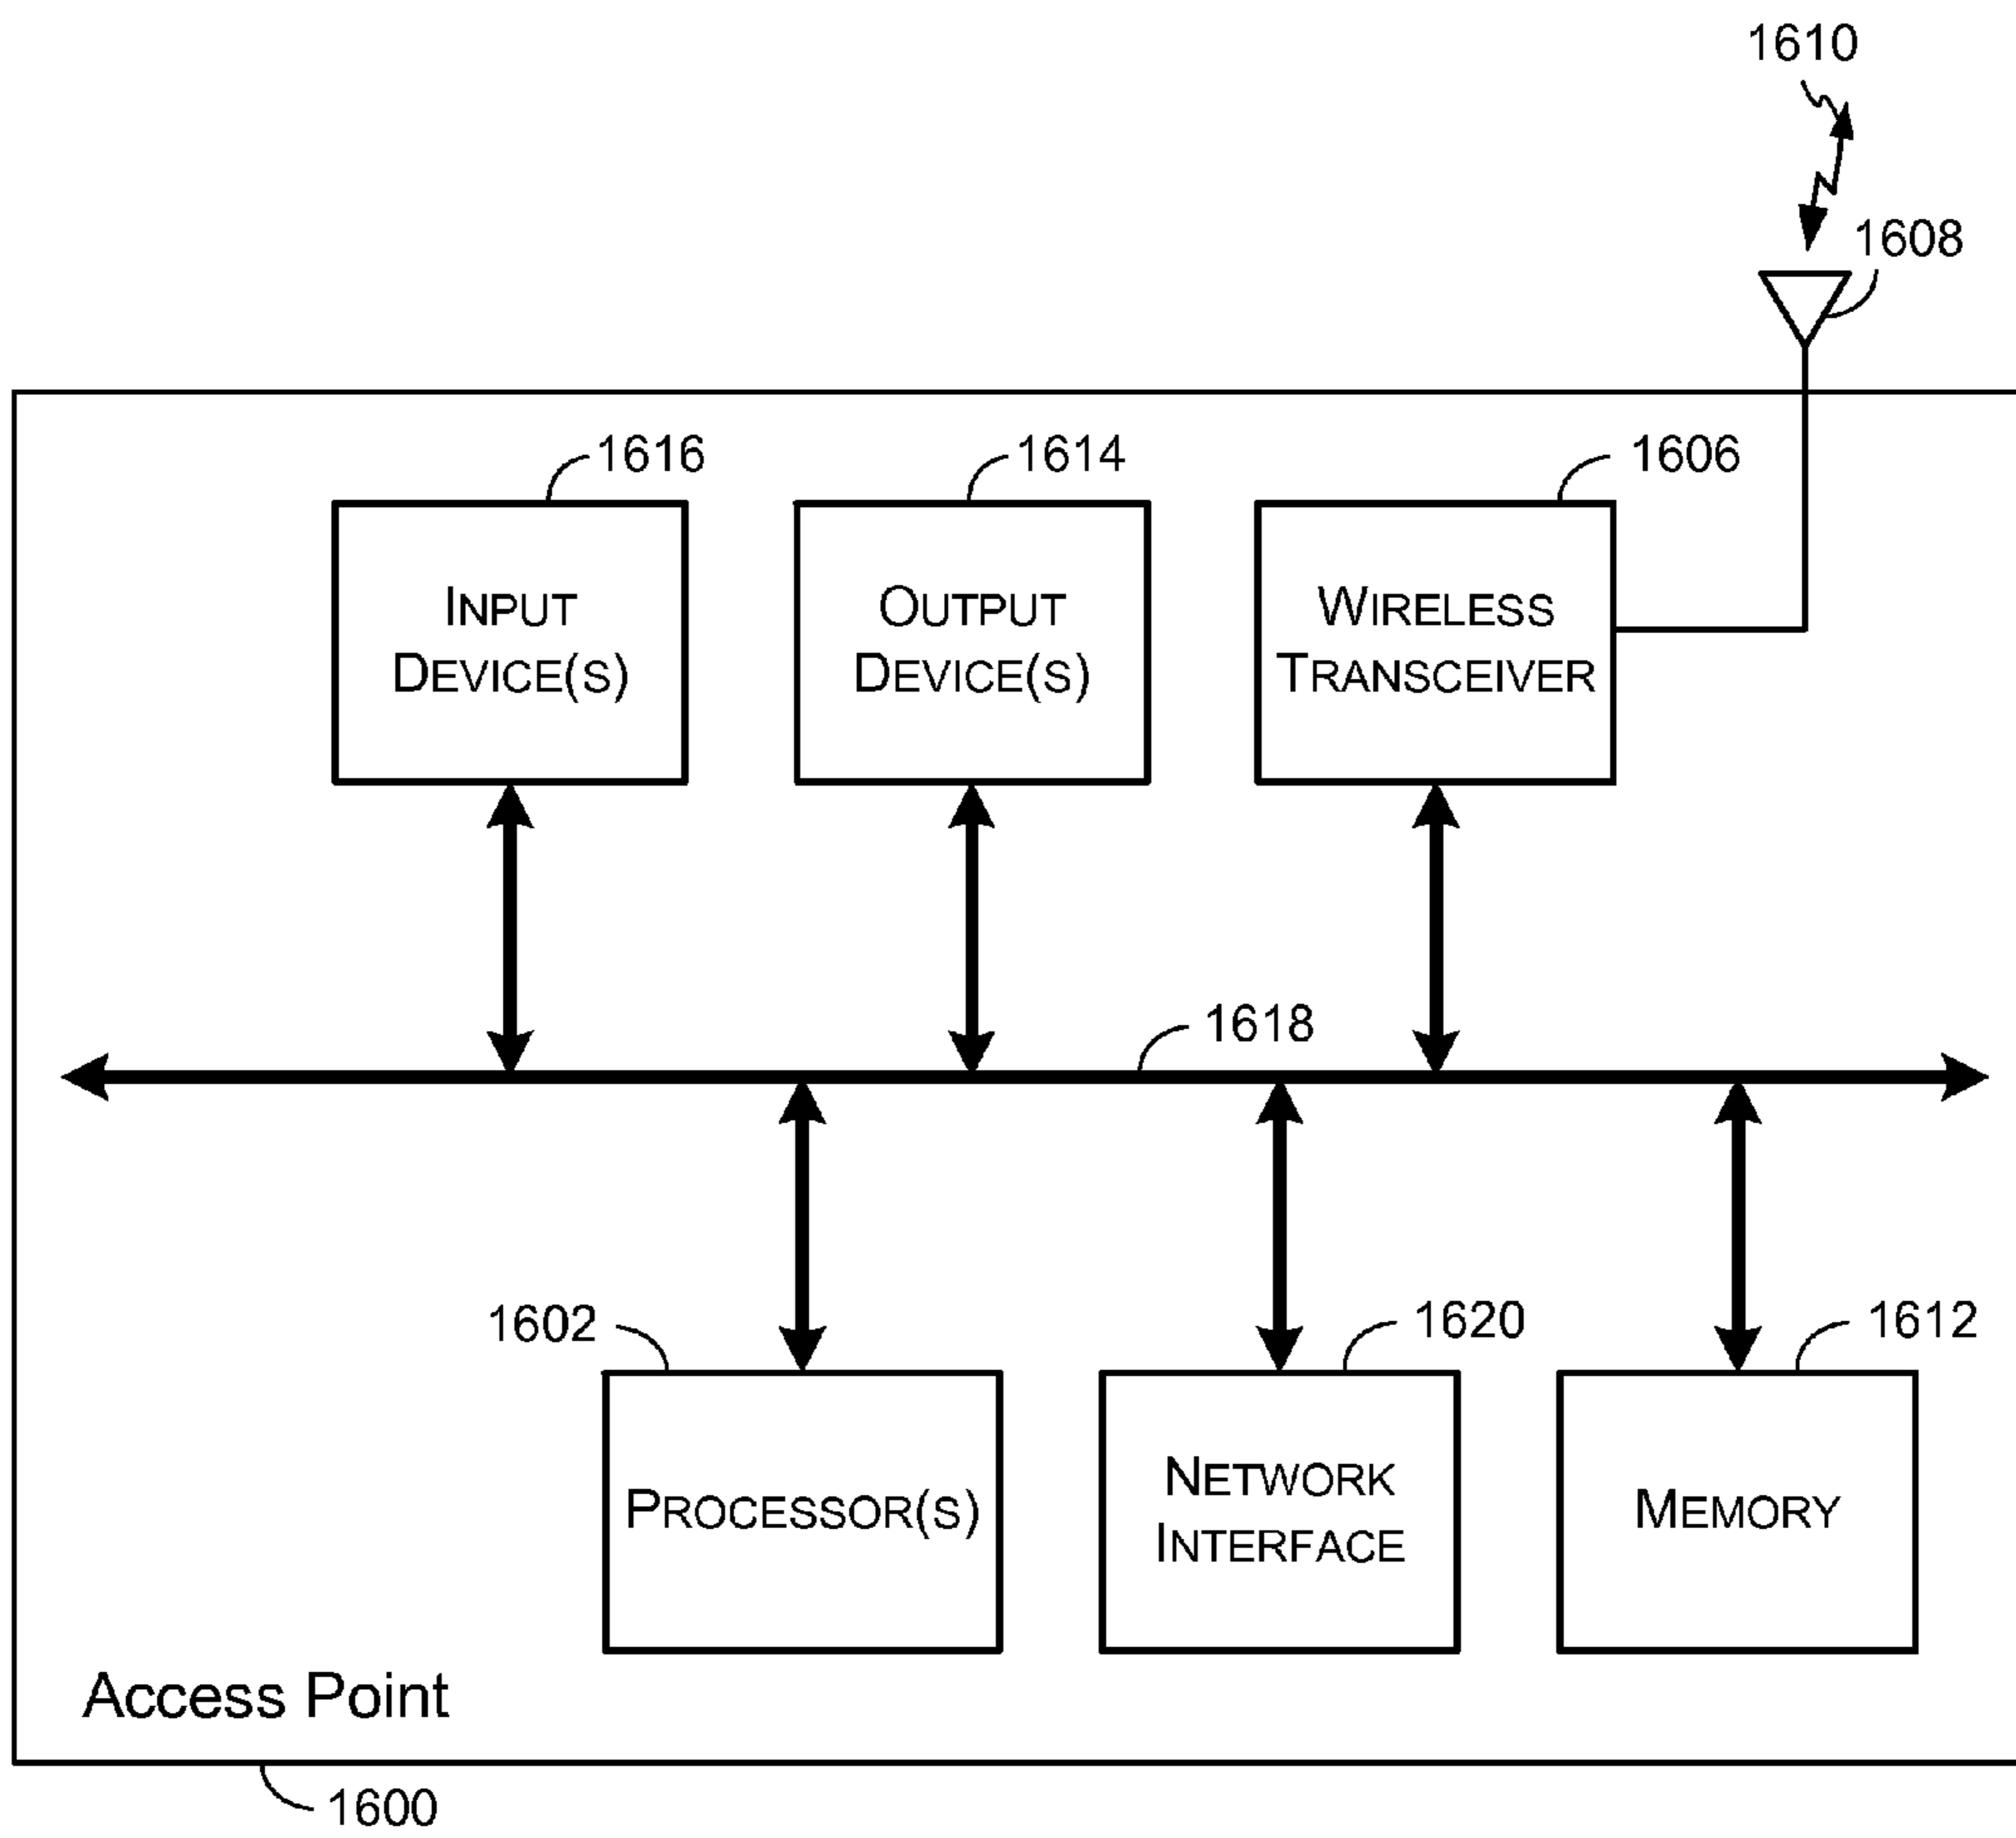 1610
1608
1616
1614
1606
INPUT
DEVICE(S)
OUTPUT
DEVICE(S)
WIRELESS
TRANSCEIVER
1618
1602
1620
1612
PROCESSOR(S)
NETWORK
INTERFACE
MEMORY
Access Point
1600